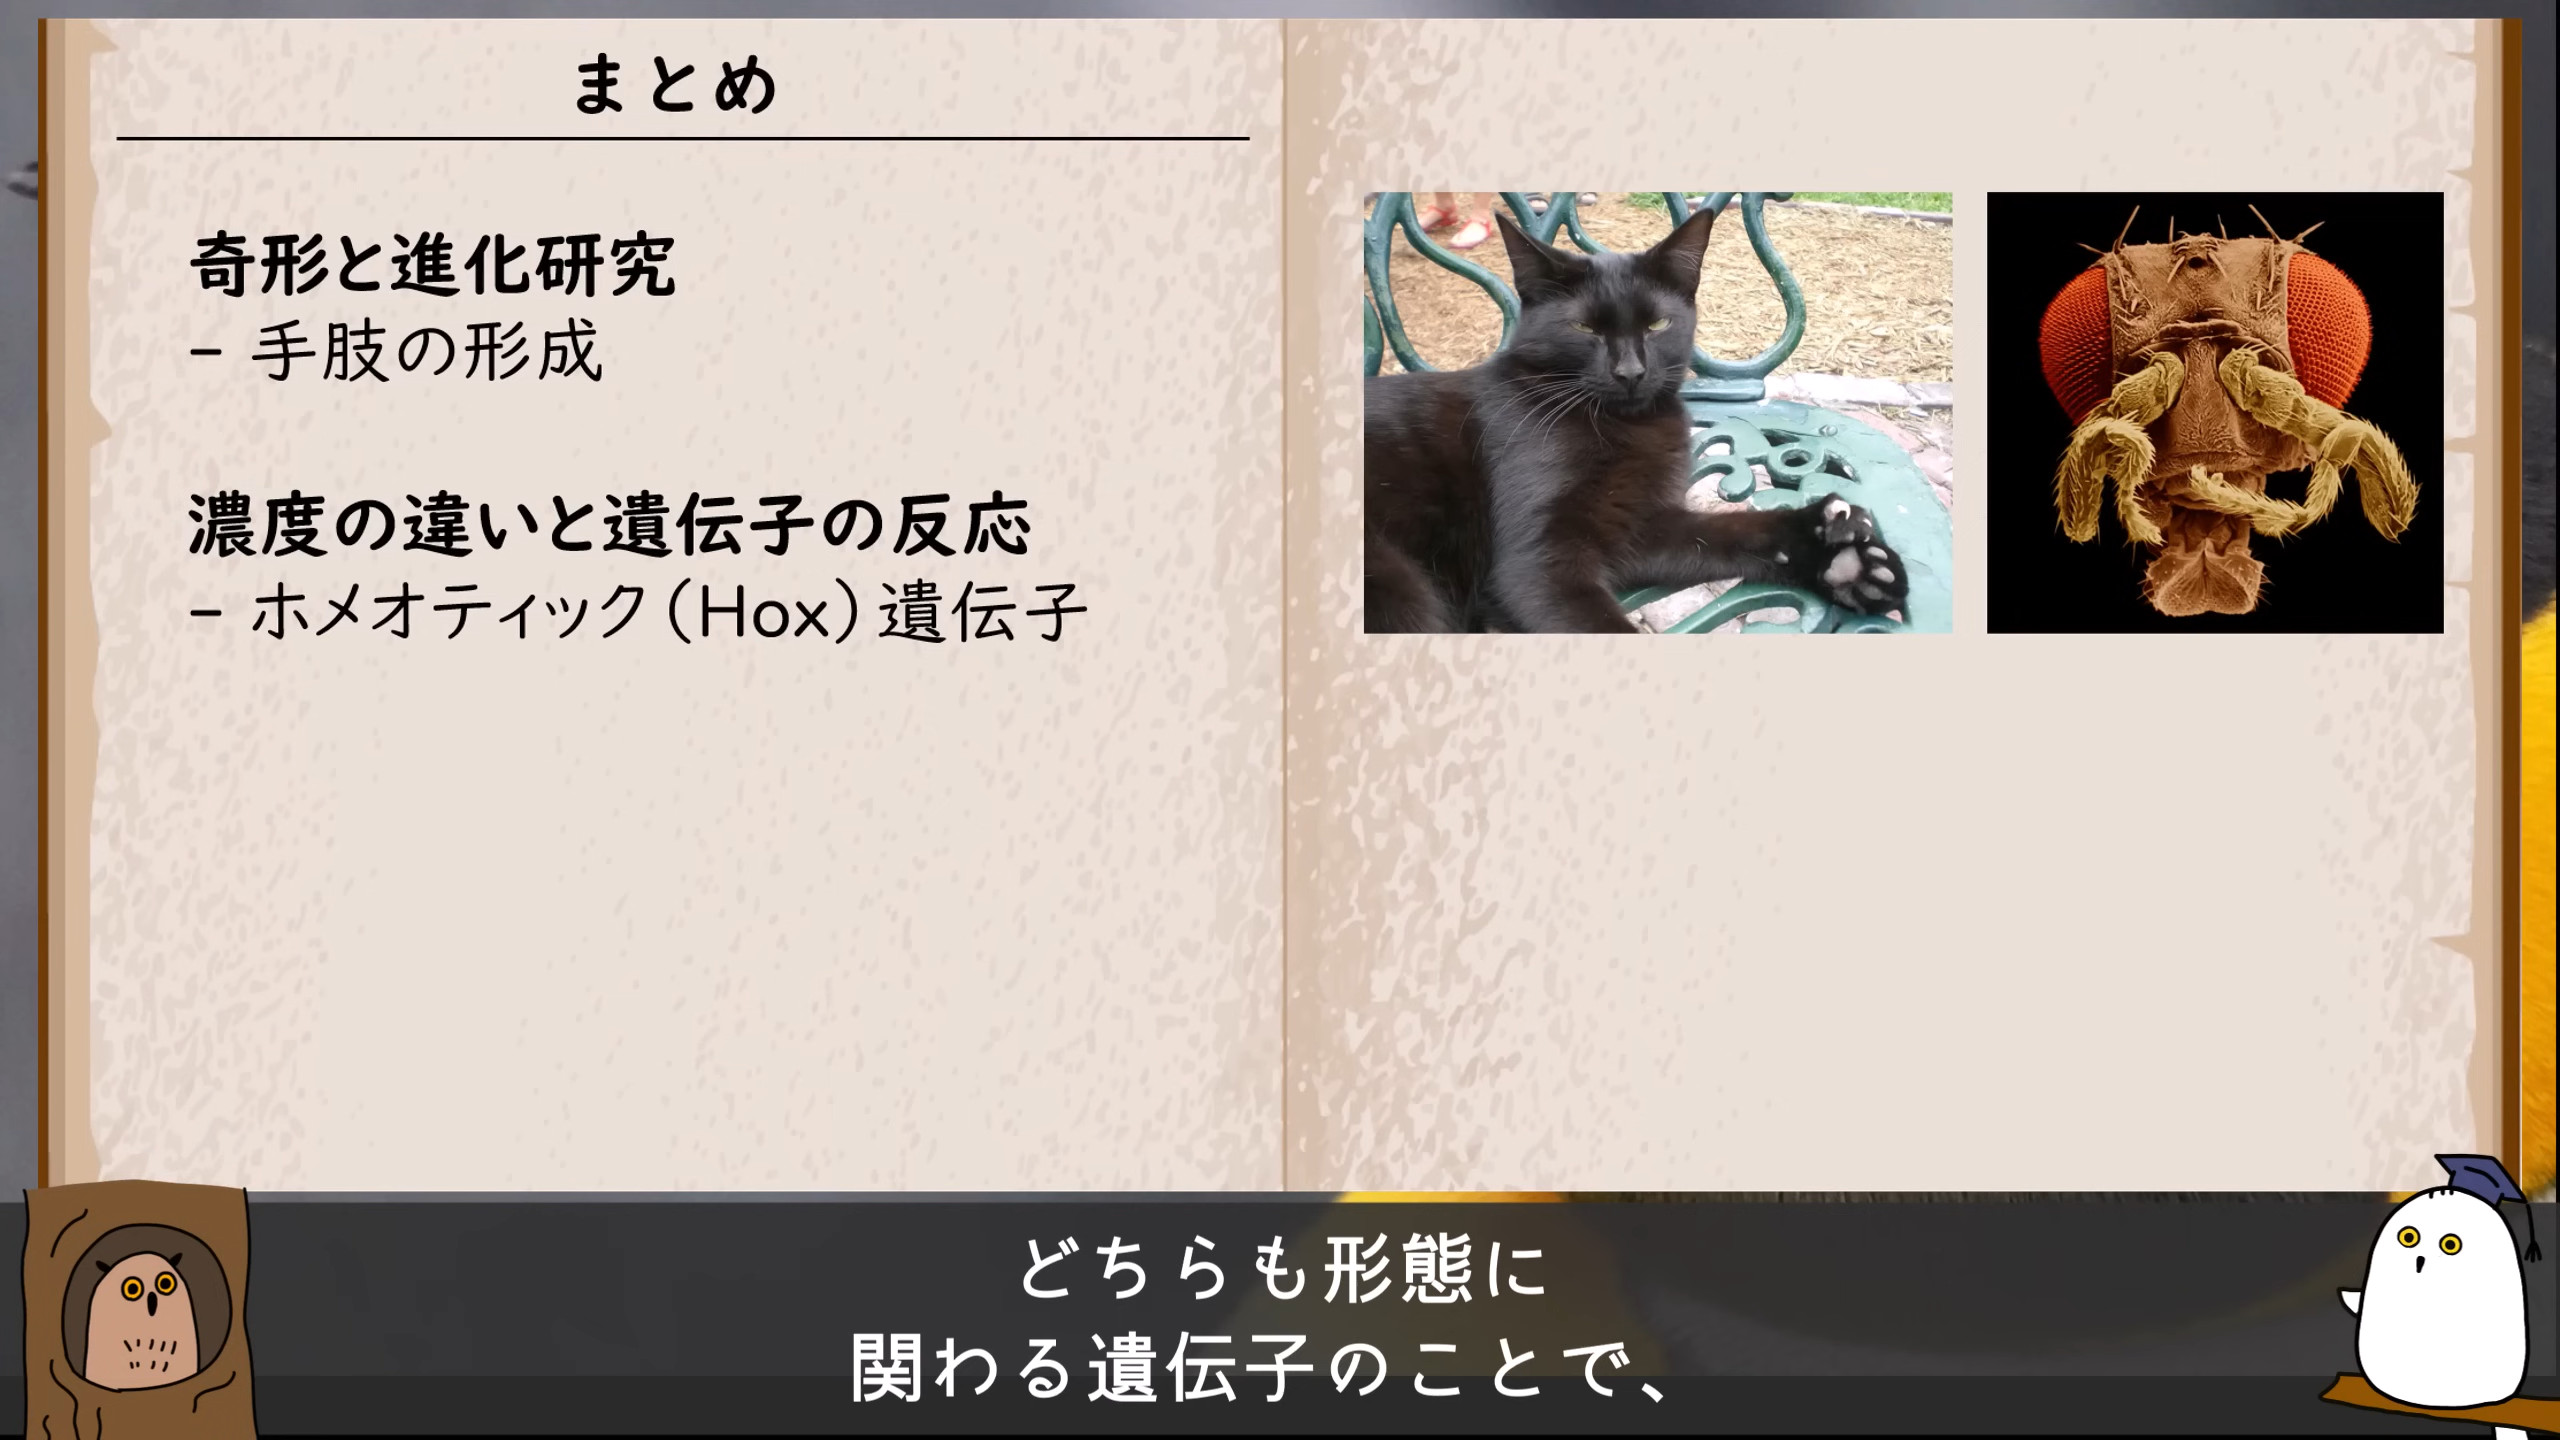 まとめ
奇形と進化研究
- 手肢の形成
濃度の違いと遺伝子の反応
- ホメオティック（Hox）遺伝子
どちらも形態に
関わる遺伝子のことで、